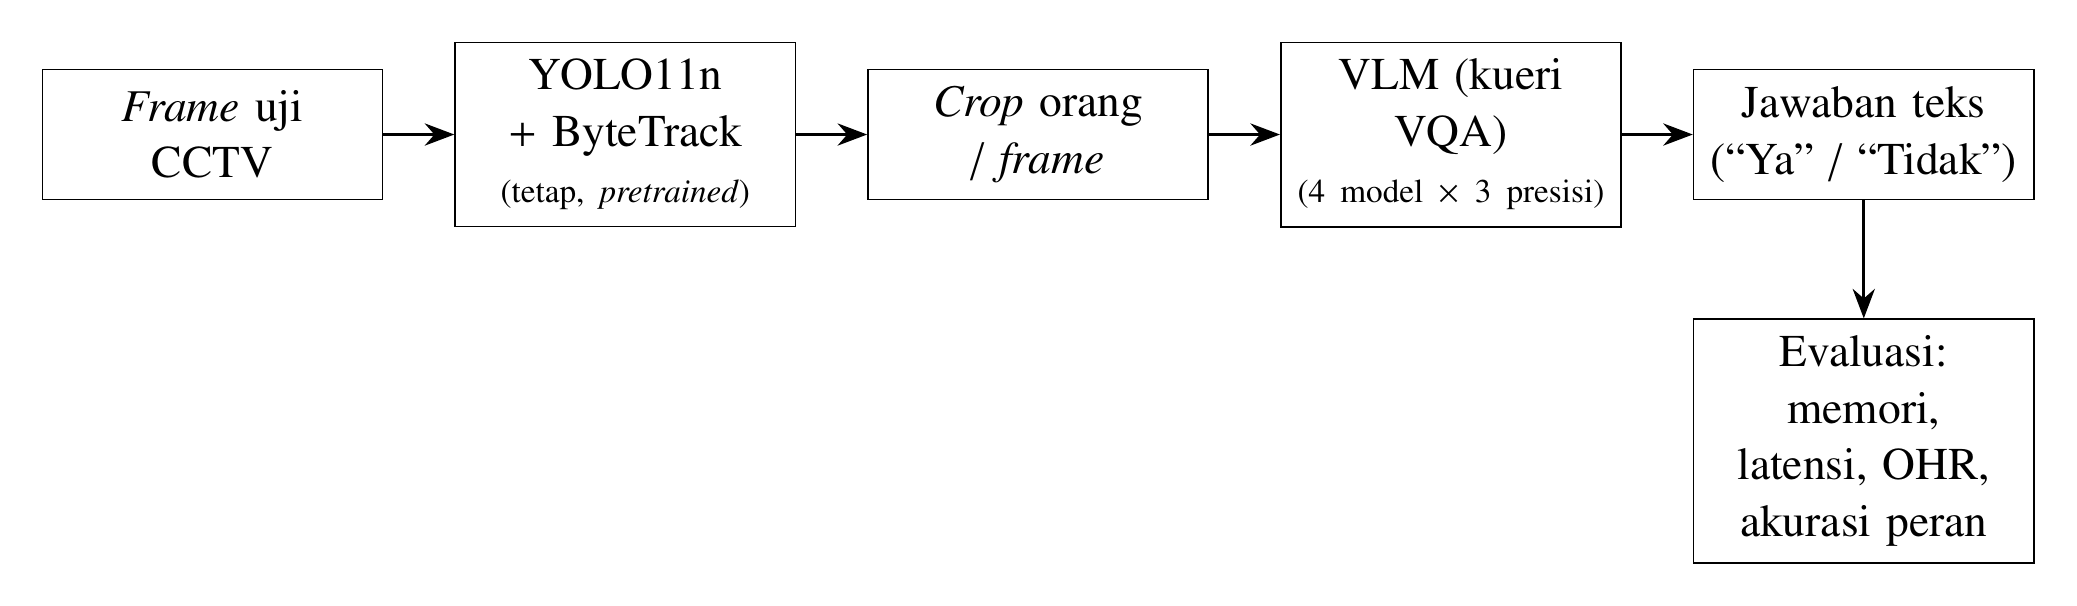 Frame uji
CCTV
YOLO11n
+ ByteTrack
(tetap, pretrained)
Crop orang
/ frame
VLM (kueri
VQA)
(4 model × 3 presisi)
Jawaban teks
(“Ya” / “Tidak”)
Evaluasi:
memori,
latensi, OHR,
akurasi peran